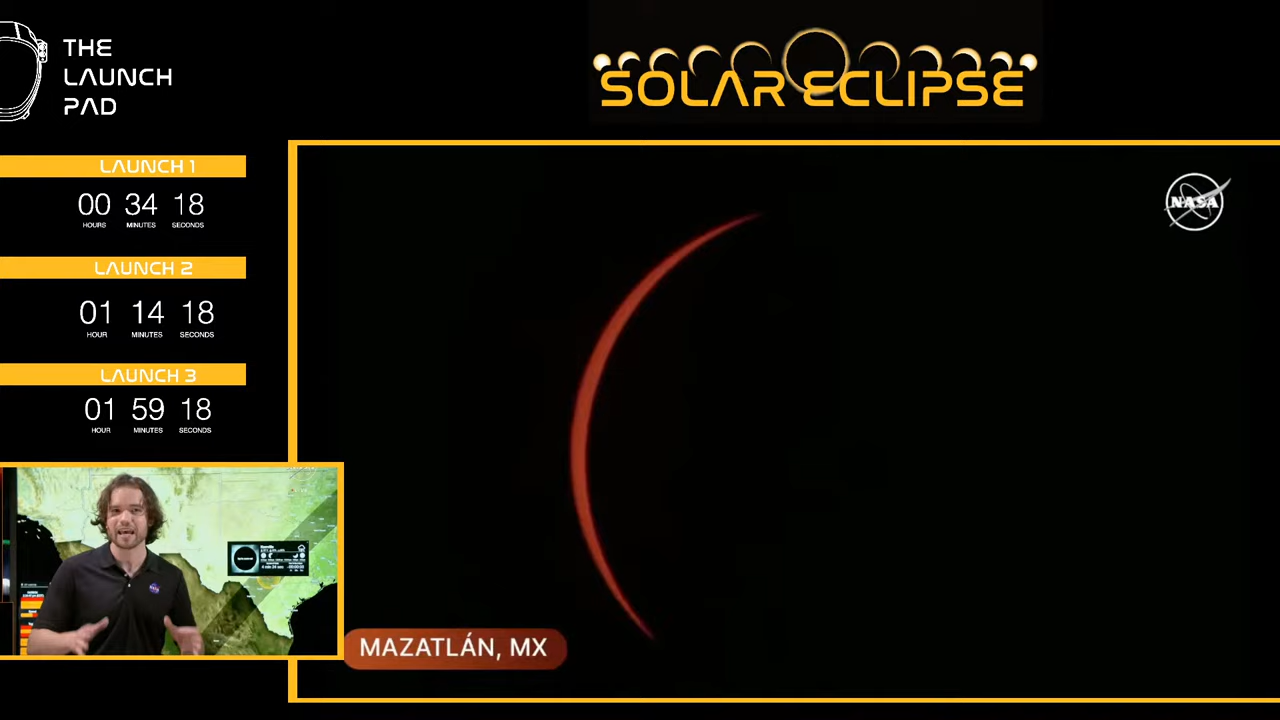 THE
LAUNCH
PAD
SOLAR ECLIPSE
LAUNCH 1
00 34 18
HOURS MINUTES SECONDS
LAUNCH 2
01 14 18
HOUR MINUTES SECONDS
LAUNCH 3
01 59 18
HOUR MINUTES SECONDS
NASA
MAZATLÁN, MX